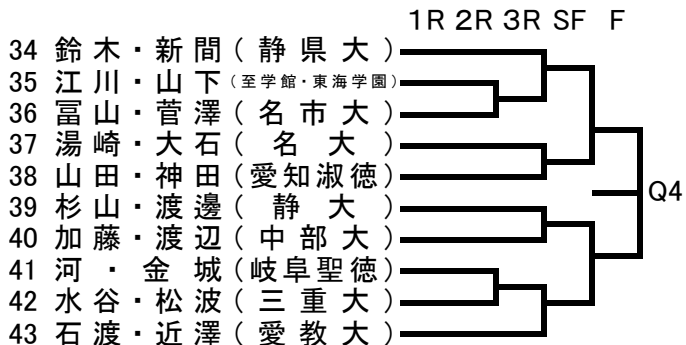 1R 2R 3R SF F
34 鈴木・新間(静県大)
35 江川・山下(至学館・東海学園)
36 冨山・菅澤(名市大)
37 湯崎・大石(名大)
38 山田・神田(愛知淑徳)
39 杉山・渡邊(静大)
Q4
40 加藤・渡辺(中部大)
41 河・金城(岐阜聖徳)
42 水谷・松波(三重大)
43 石渡・近澤(愛教大)